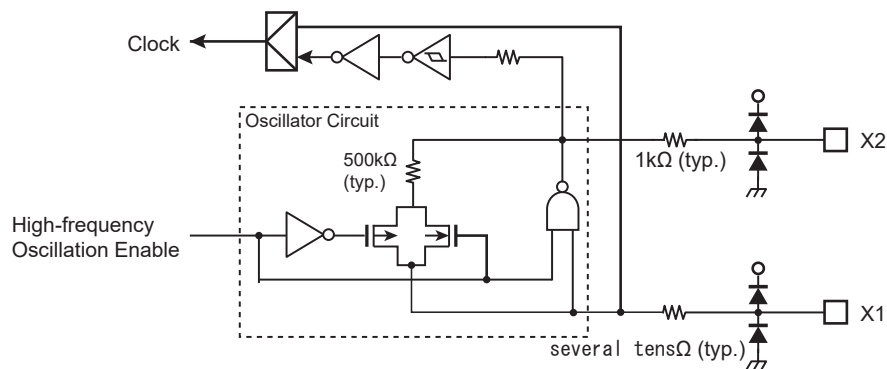 Clock
Oscillator Circuit
500kΩ
(typ.)
1kΩ (typ.)
X2
High-frequency
Oscillation Enable
X1
several tensΩ (typ.)